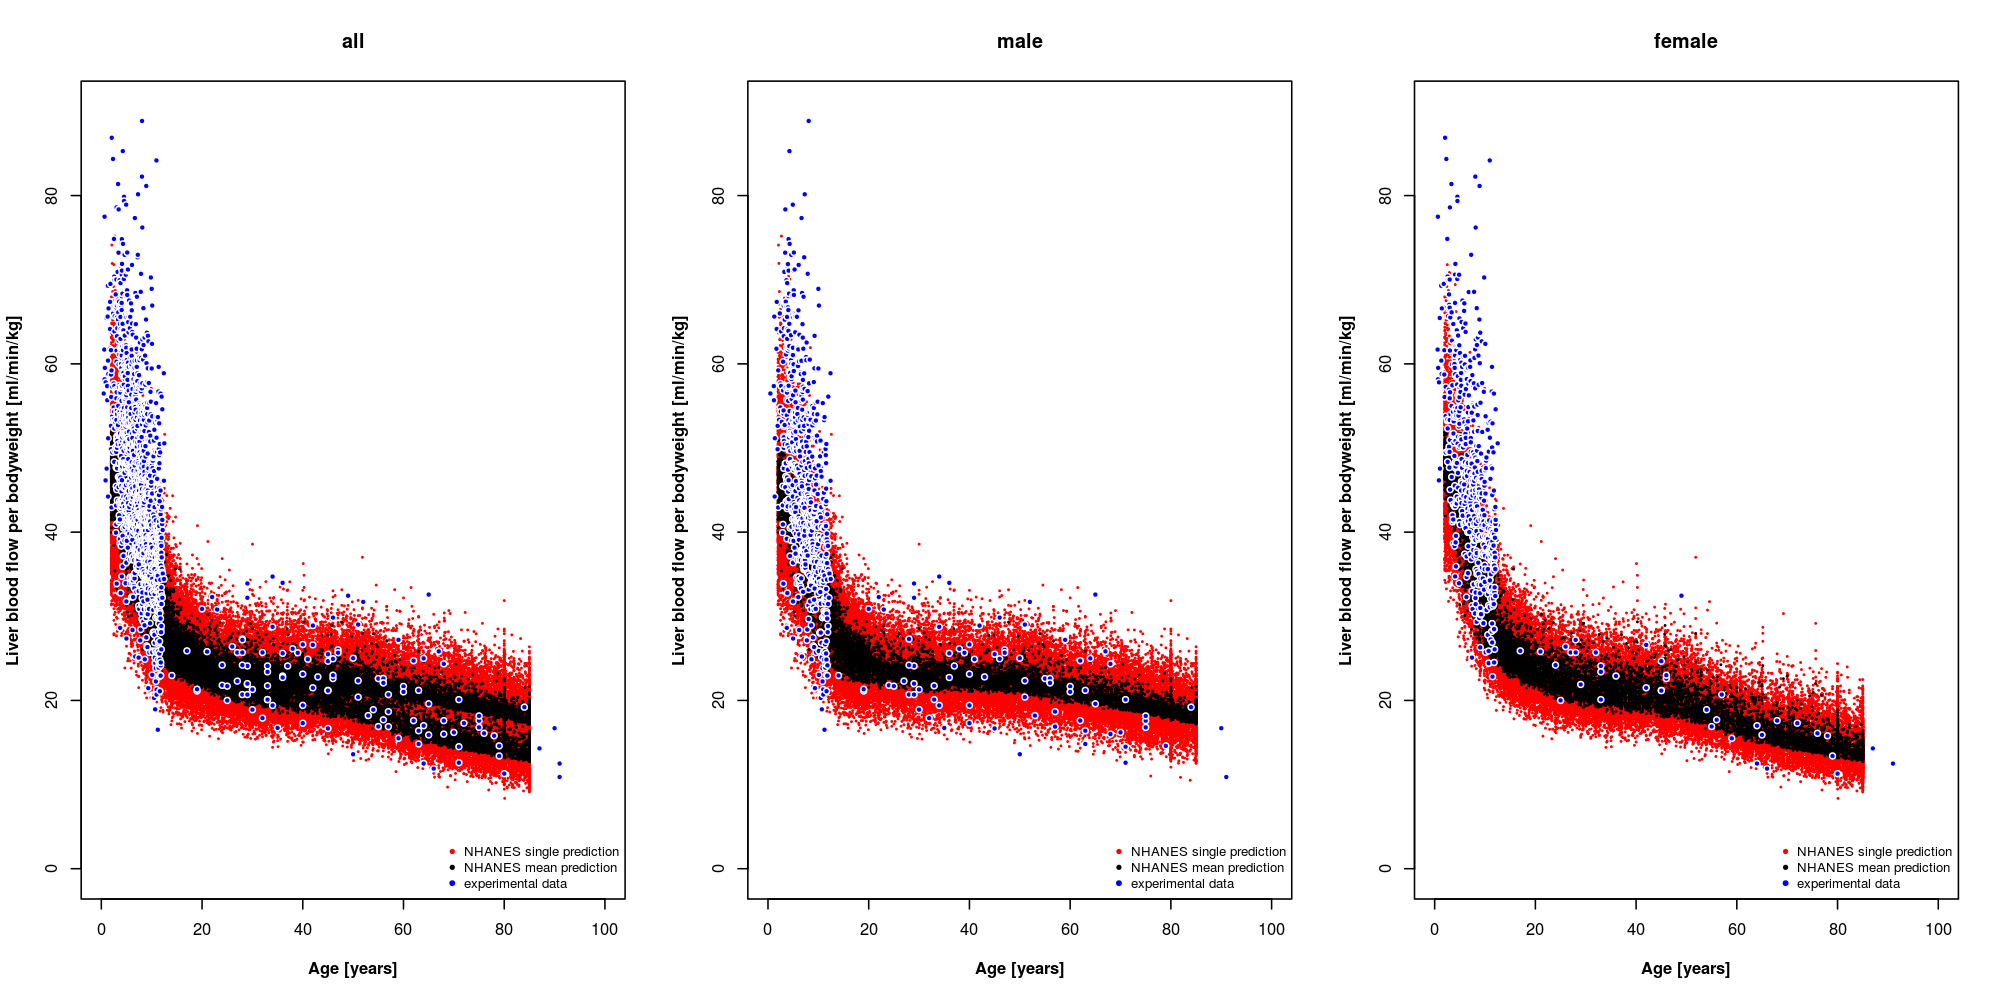 all
Liver blood flow per bodyweight [ml/min/kg]
80
60
40
20
0
NHANES single prediction
NHANES mean prediction
experimental data
0 20 40 60 80 100
Age [years]
male
Liver blood flow per bodyweight [ml/min/kg]
80
60
40
20
0
NHANES single prediction
NHANES mean prediction
experimental data
0 20 40 60 80 100
Age [years]
female
Liver blood flow per bodyweight [ml/min/kg]
80
60
40
20
0
NHANES single prediction
NHANES mean prediction
experimental data
0 20 40 60 80 100
Age [years]